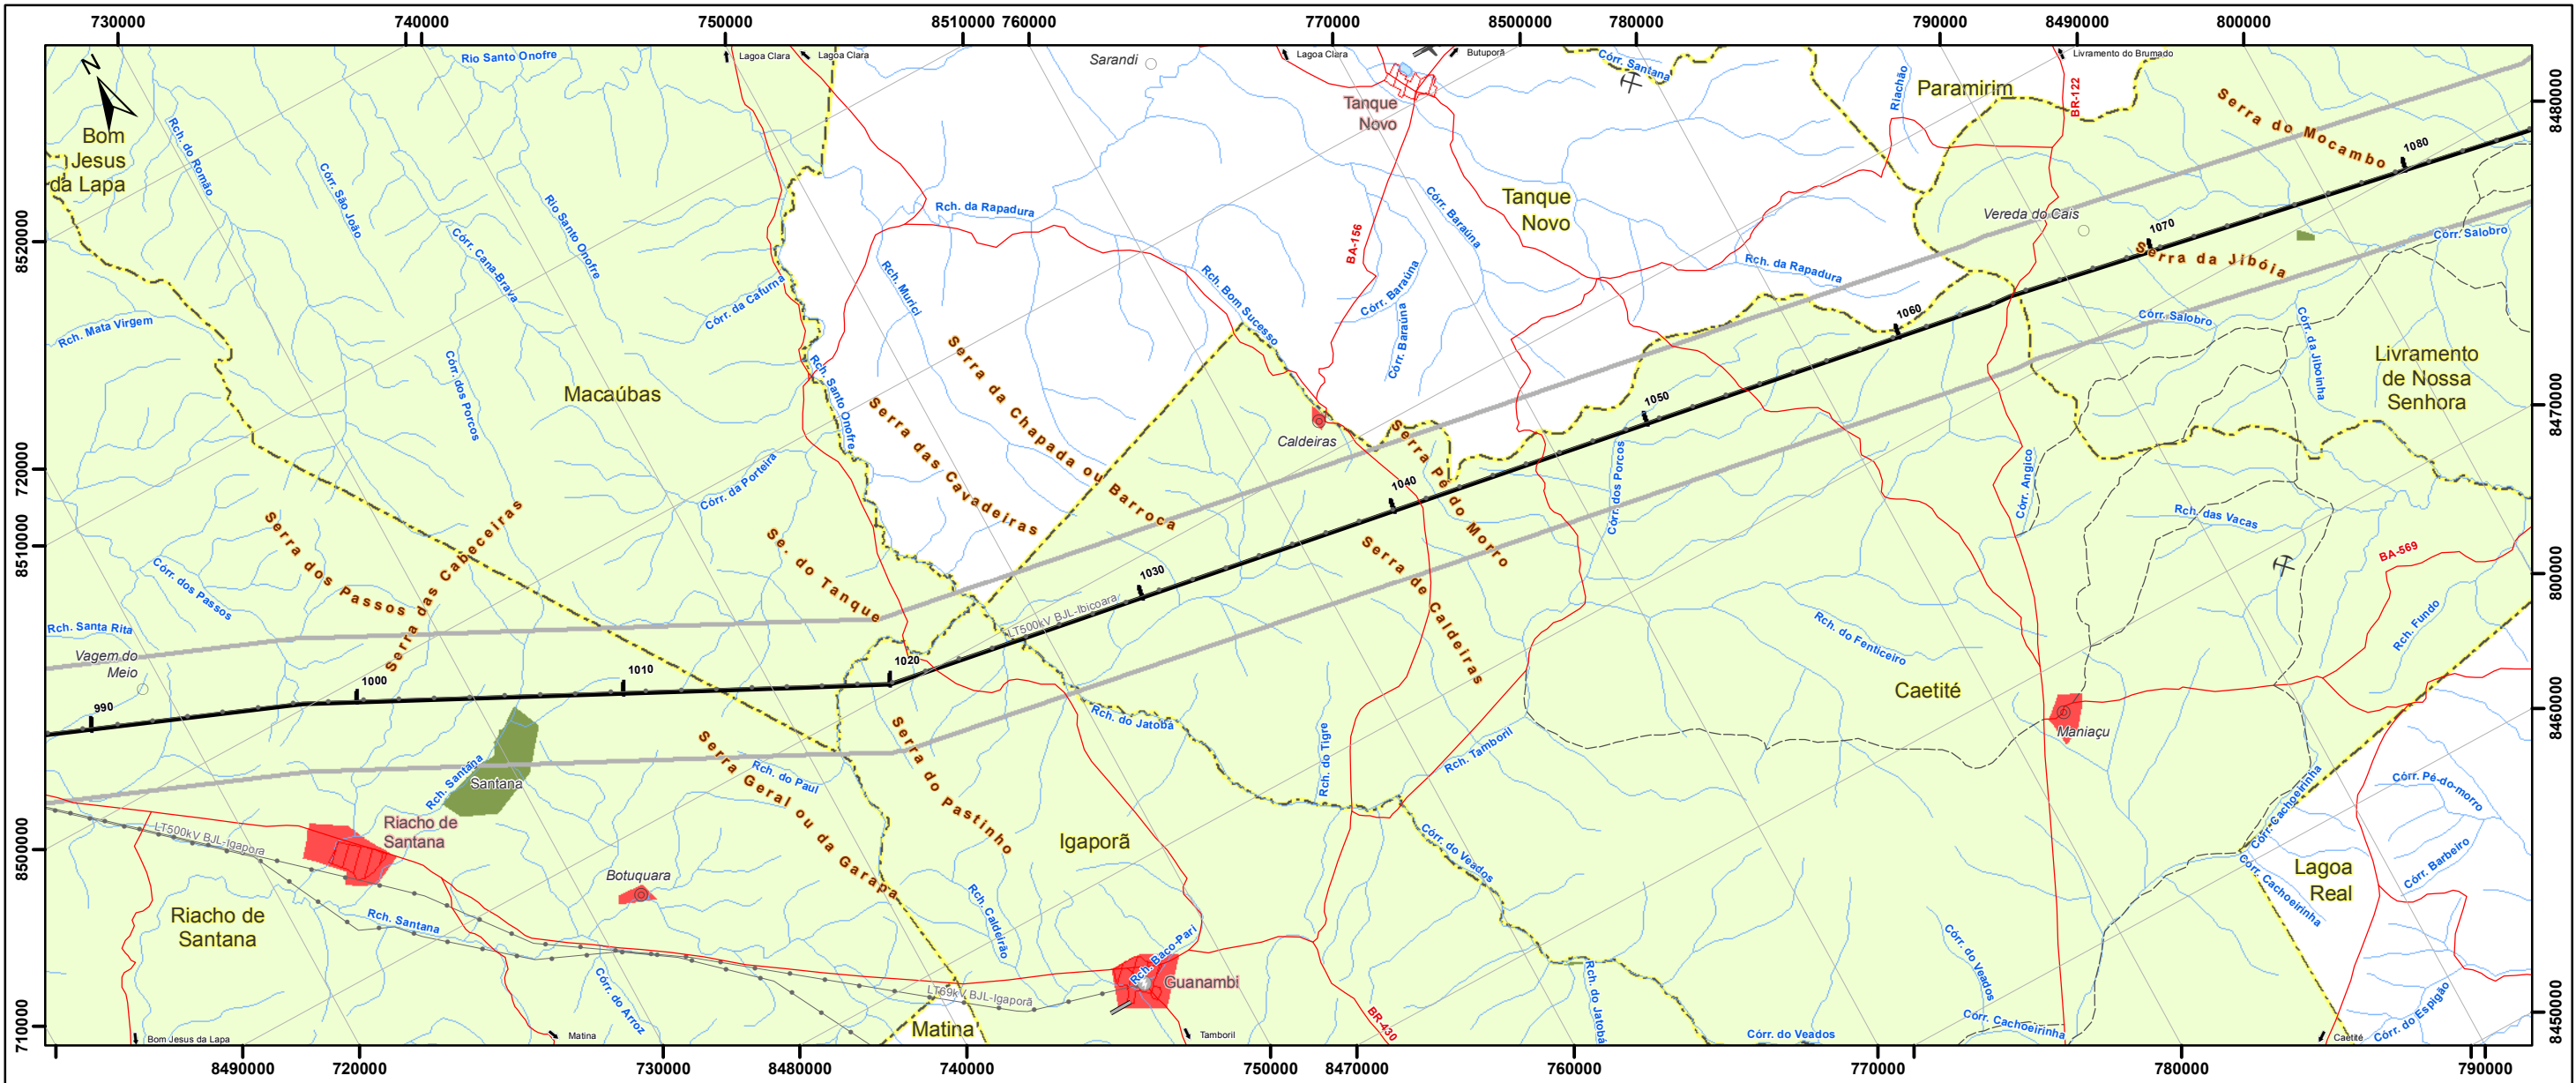 730000
740000
750000
8510000
760000
770000
8500000
780000
790000
8490000
800000
N
Rio Santo Onofre
Lagoa Clara
Lagoa Clara
Sarandi
Lagoa Clara
Butuporã
Córr. Santana
Riachão
Paramirim
Livramento do Brumado
BR-122
Serra do Mocambo
8480000
Bom
Jesus
da Lapa
Rch. do Romão
Córr. São João
Rio Santo Onofre
Córr. Cana-Brava
Tanque
Novo
Rch. da Rapadura
Córr. Baraúna
Tanque
Novo
Vereda do Cais
1080
1070
Córr. Salobro
Serra da Jibóia
8520000
Rch. Mata Virgem
Córr. dos Porcos
Córr. da Cafurna
Rch. Murici
Rch. Bom Sucesso
BA-156
Córr. Baraúna
Córr. Baraúna
Rch. da Rapadura
1060
Córr. Salobro
Córr. da Jiboinha
Livramento
de Nossa
Senhora
Macaúbas
Rch. Santo Onofre
Serra da Chapada ou Barroca
Serra das Cavadeiras
Caldeiras
1050
8470000
7220000
Córr. da Porteira
Serra Pé do Morro
1040
Córr. dos Porcos
Córr. Angico
Rch. das Vacas
BA-569
8510000
Serra dos Passos
Serra das Cabeceiras
Se. do Tanque
Córr. dos Passos
1030
LT500kV BJL-Ibicoara
Serra de Caldeiras
800000
Rch. Santa Rita
Vagem do
Meio
990
1000
1010
1020
Rch. do Fenticeiro
Rch. Fundo
Caetité
8460000
Rch. do Jatobá
Rch. do Tigre
Rch. Tamboril
Maniaçu
Rch. Santana
Santana
Serra Geral ou da Garapa
Rch. do Paul
Serra do Pastinho
Córr. Pé-do-morro
Córr. Cachoeirinha
Riacho de
Santana
LT500kV BJL-Igapora
8500000
Igaporã
Córr. do Veados
Lagoa
Real
Córr. Barbeiro
Córr. Cachoeirinha
Botuquara
Riacho de
Santana
Rch. Santana
Rch. Caldeirão
Rch. Baco-Pari
Guanambi
Córr. do Veados
Rch. do Jatobá
LT69kV BJL-Igaporã
Córr. do Arroz
Matina
BR-430
Córr. do Veados
Córr. Cachoeirinha
Córr. do Espigão
8450000
710000
Bom Jesus da Lapa
Matina
Tamboril
Caetité
8490000
720000
730000
8480000
740000
750000
8470000
760000
770000
780000
790000